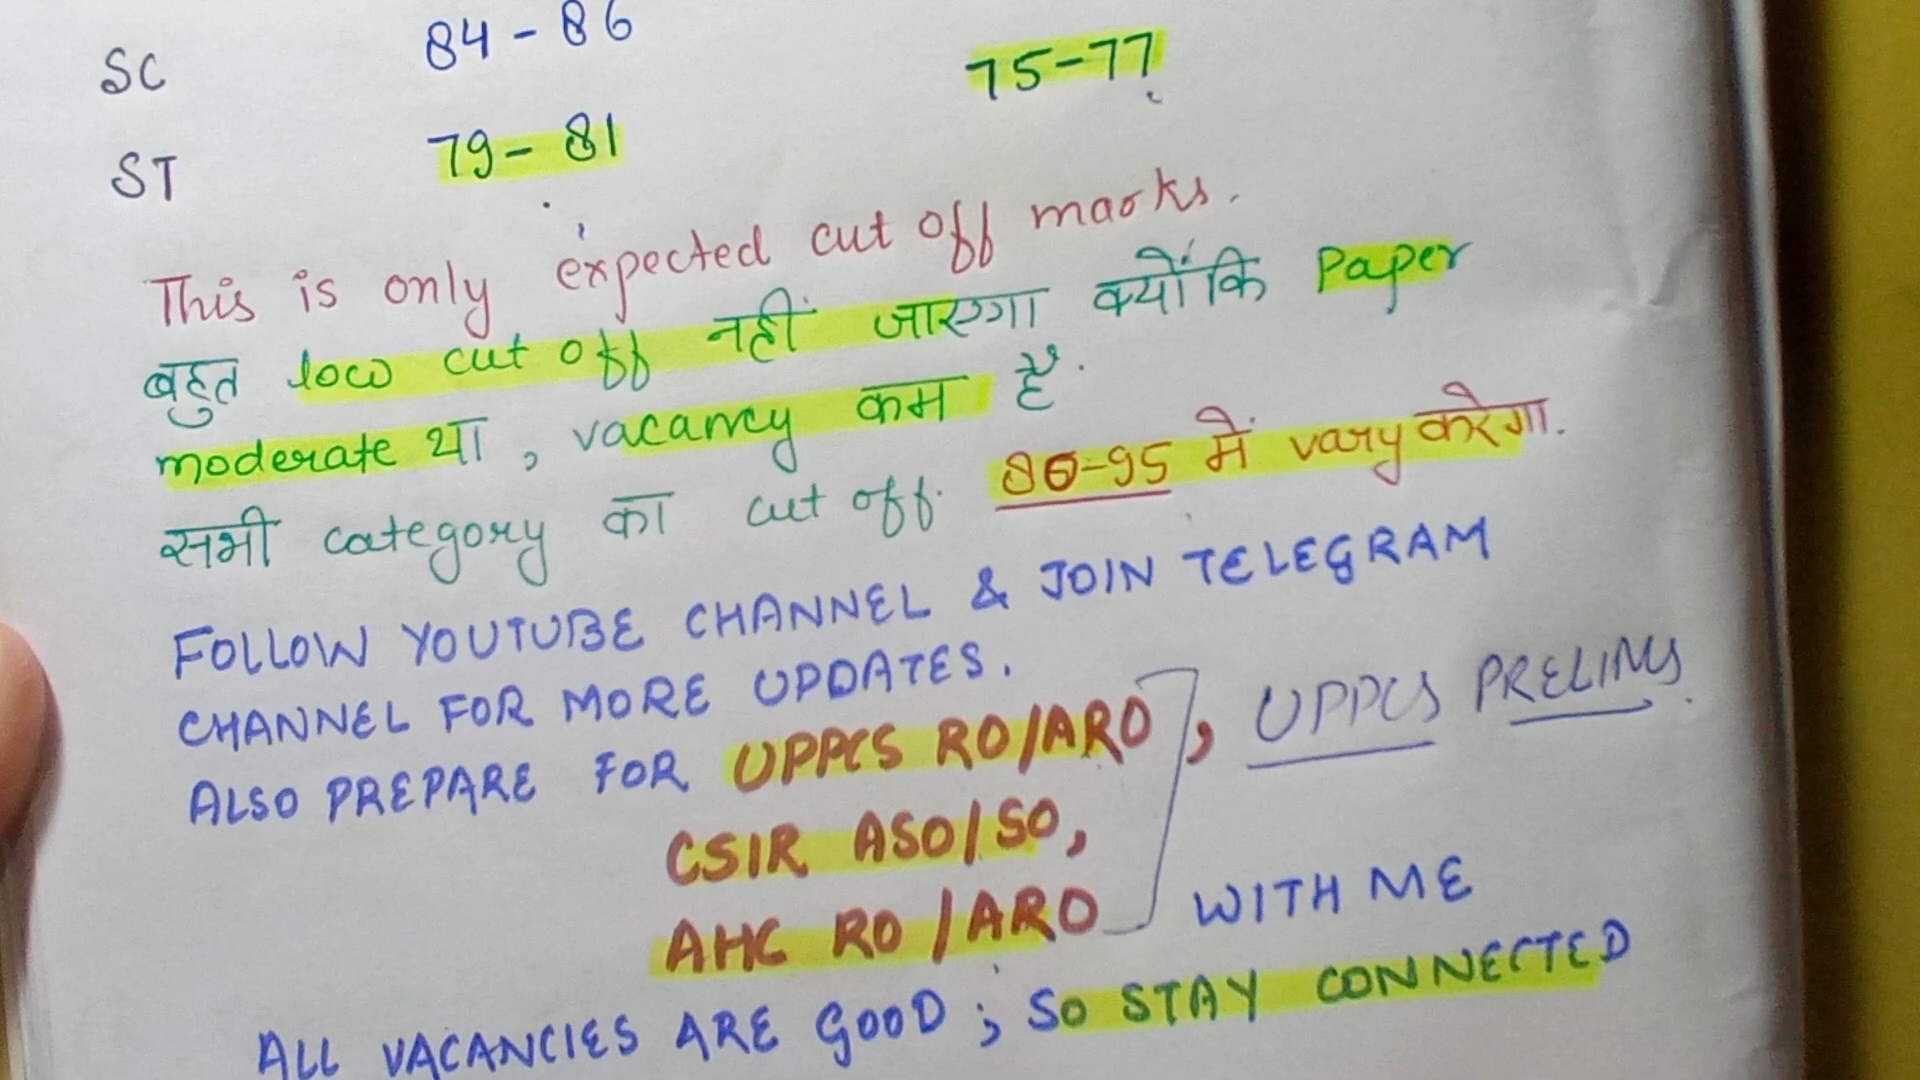 SC 84-86
75-77
ST 79-81
This is only expected cut off marks.
बहुत low cut off नहीं जाएगा क्योंकि Paper
moderate था, vacancy कम है.
सभी category का cut off. 80-95 में vary करेगा.
FOLLOW YOUTUBE CHANNEL & JOIN TELEGRAM
CHANNEL FOR MORE UPDATES.
ALSO PREPARE FOR UPPCS RO/ARO, UPPCS PRELIMS.
CSIR ASO/SO,
AHC RO/ARO WITH ME
ALL VACANCIES ARE GOOD; SO STAY CONNECTED